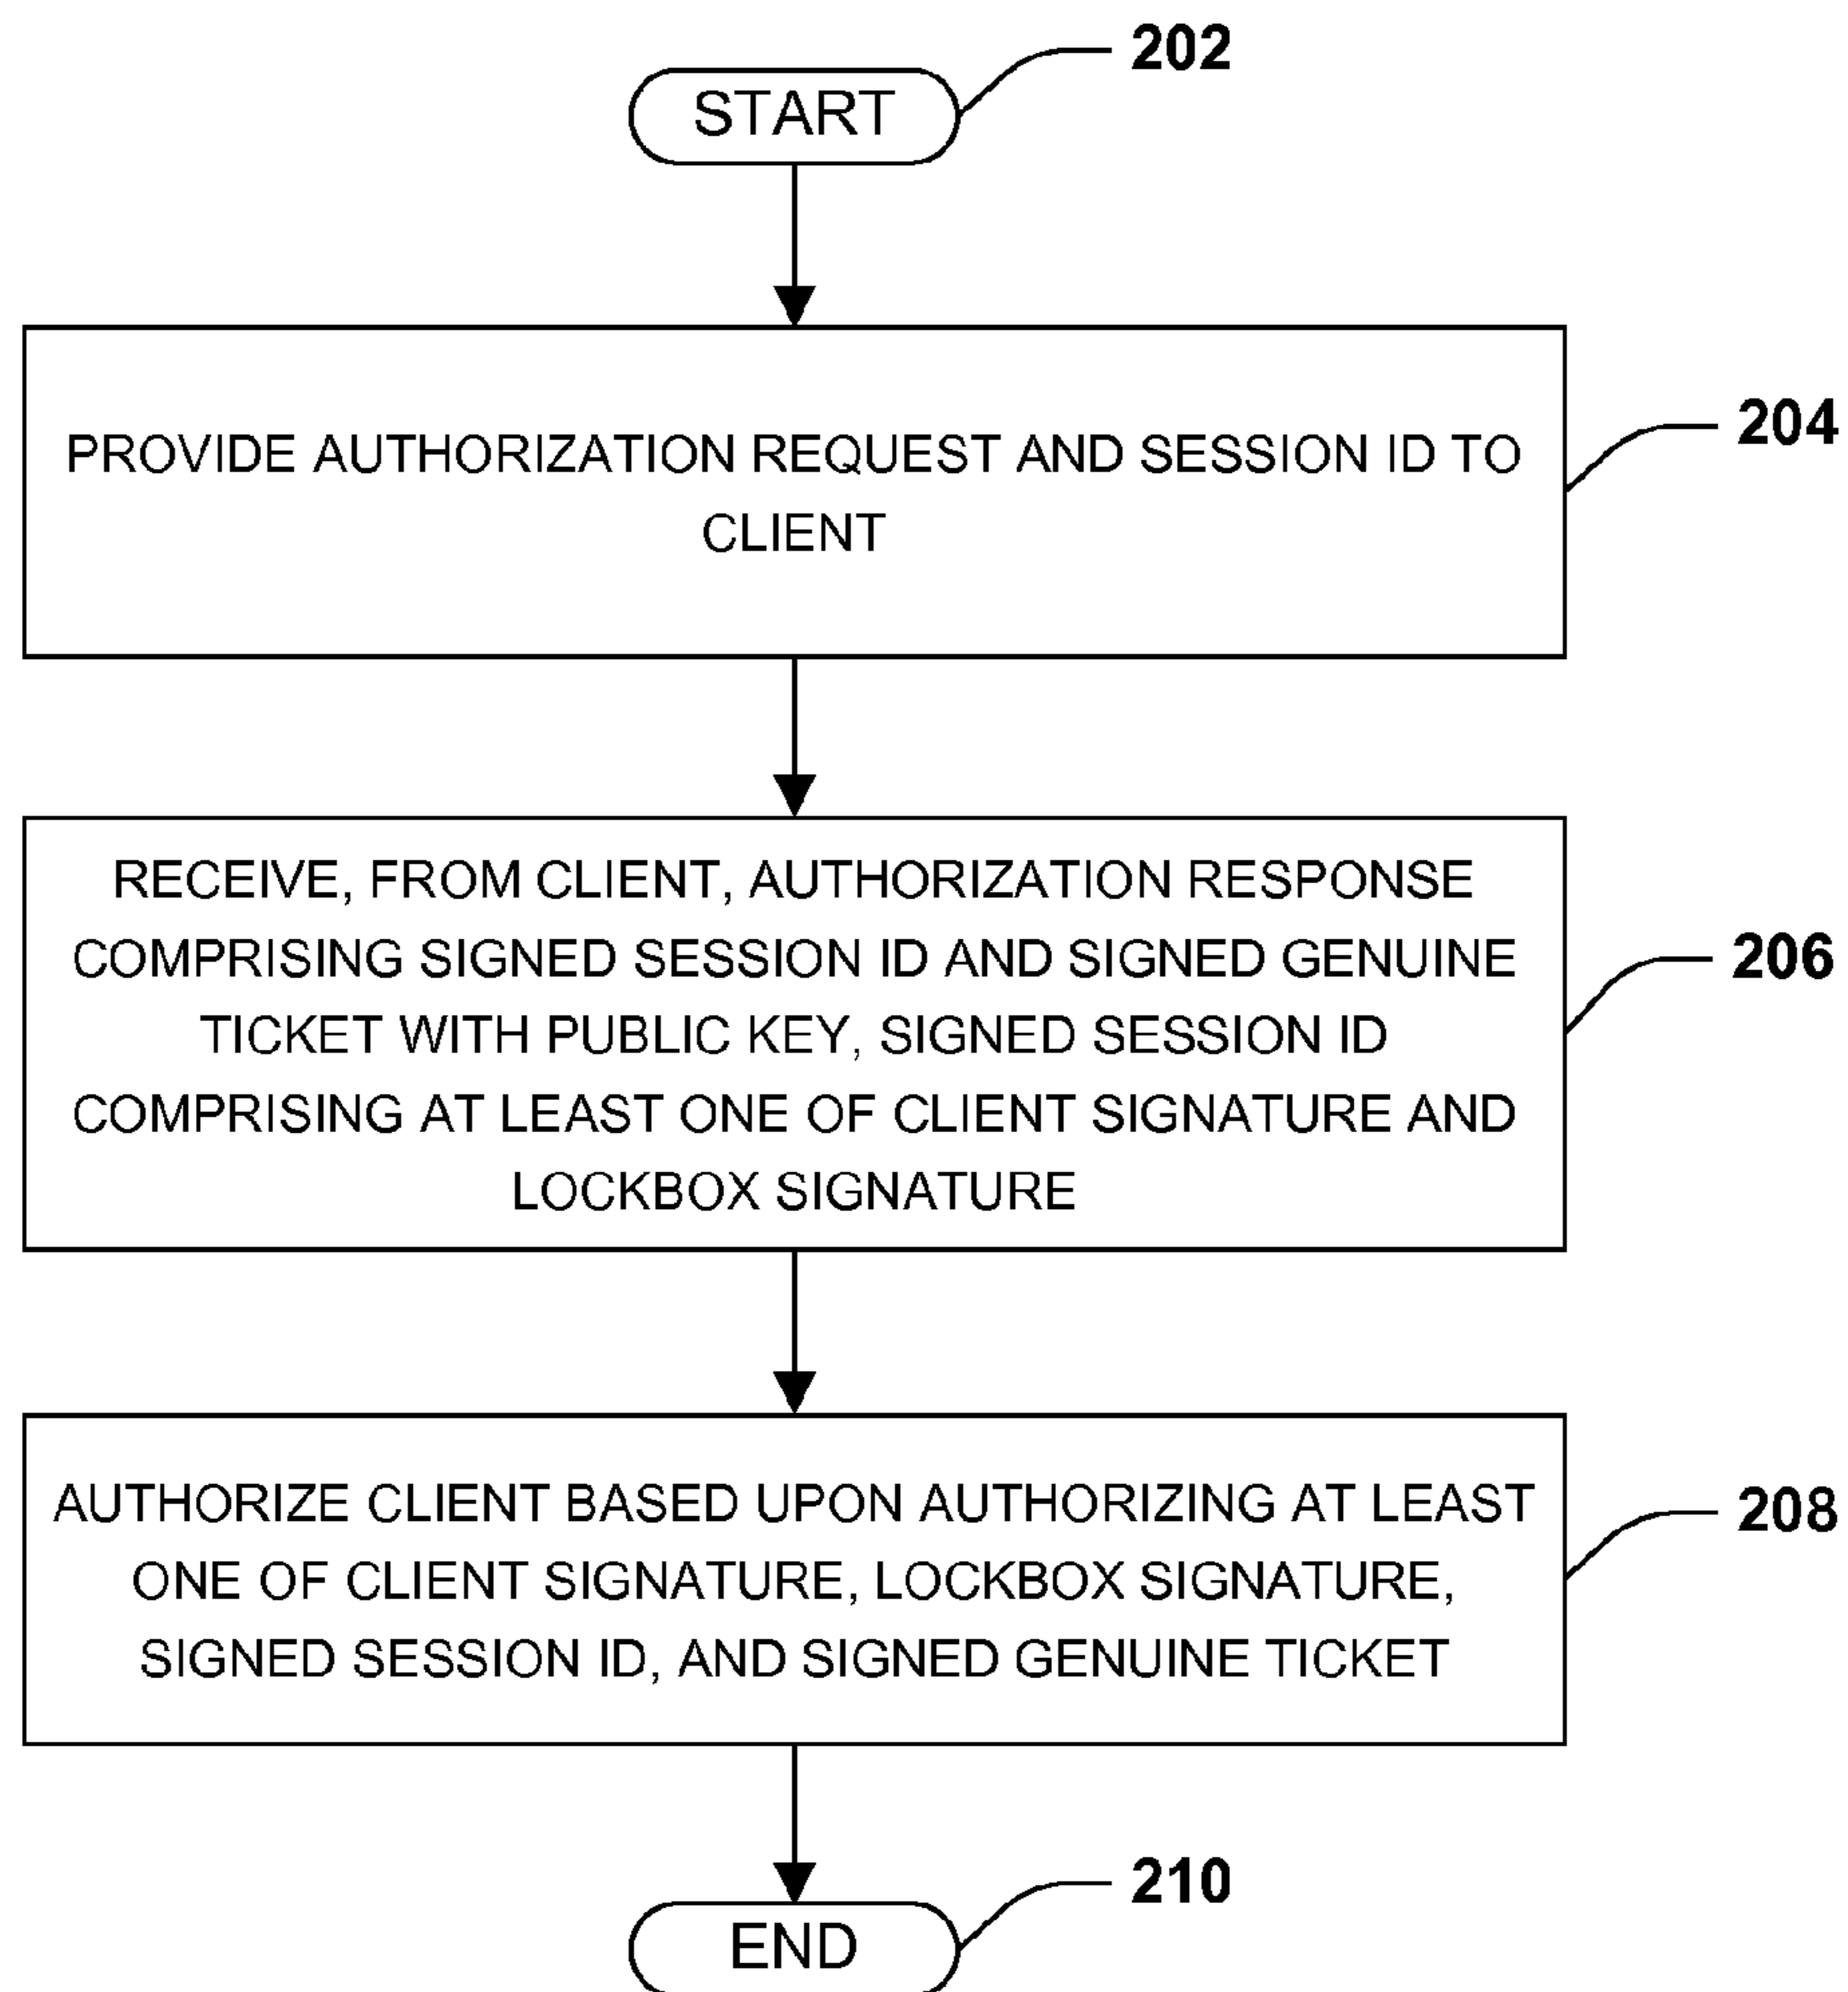 202
START
204
PROVIDE AUTHORIZATION REQUEST AND SESSION ID TO
CLIENT
RECEIVE, FROM CLIENT, AUTHORIZATION RESPONSE
COMPRISING SIGNED SESSION ID AND SIGNED GENUINE
206
TICKET WITH PUBLIC KEY, SIGNED SESSION ID
COMPRISING AT LEAST ONE OF CLIENT SIGNATURE AND
LOCKBOX SIGNATURE
AUTHORIZE CLIENT BASED UPON AUTHORIZING AT LEAST
208
ONE OF CLIENT SIGNATURE, LOCKBOX SIGNATURE,
SIGNED SESSION ID, AND SIGNED GENUINE TICKET
210
END